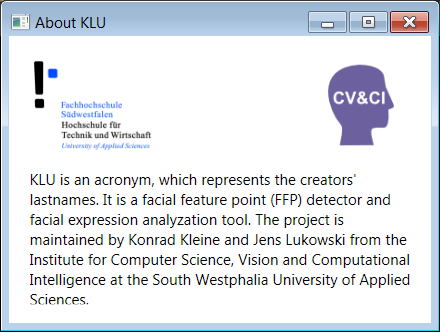 About KLU
Fachhochschule
Südwestfalen
Hochschule für
Technik und Wirtschaft
University of Applied Sciences
CV&CI
KLU is an acronym, which represents the creators'
lastnames. It is a facial feature point (FFP) detector and
facial expression analyzation tool. The project is
maintained by Konrad Kleine and Jens Lukowski from the
Institute for Computer Science, Vision and Computational
Intelligence at the South Westphalia University of Applied
Sciences.